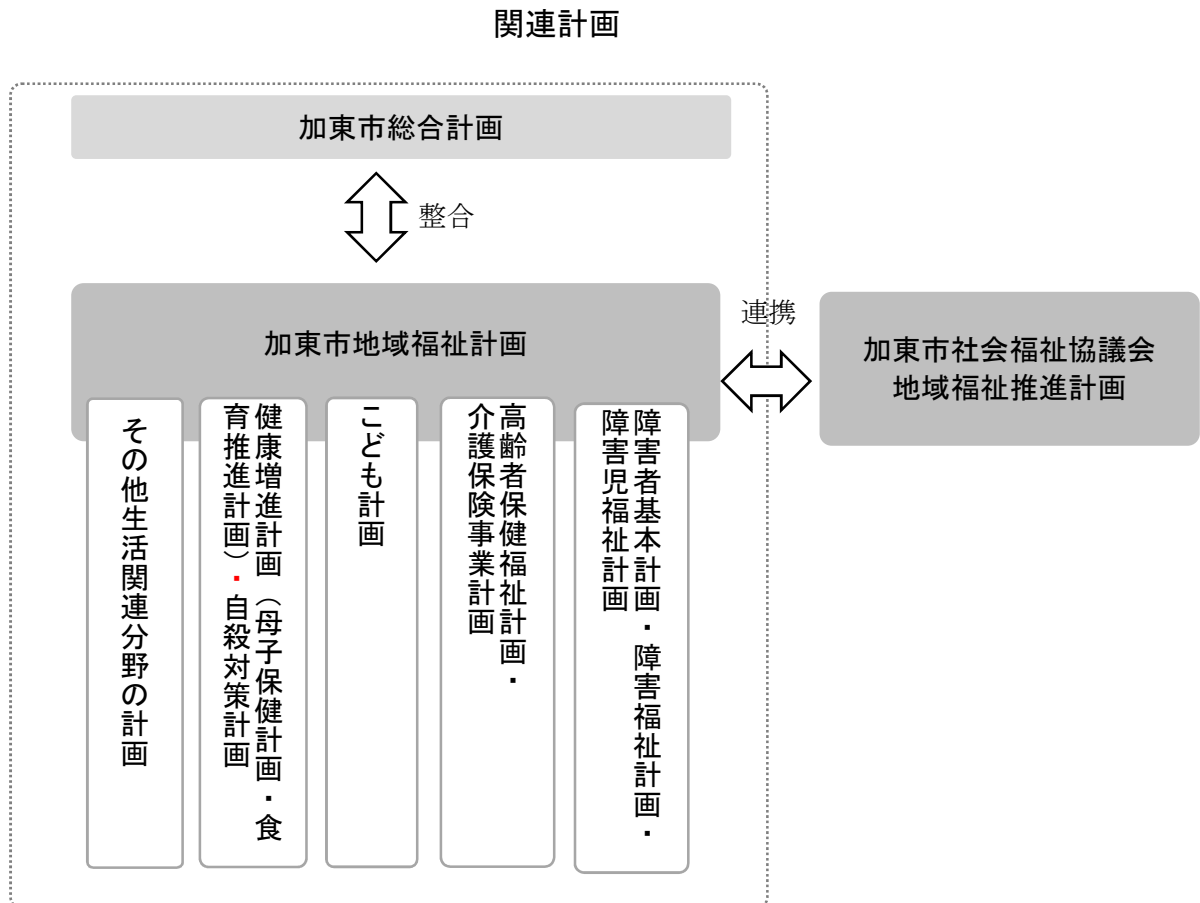 関連計画
加東市総合計画
整合
加東市地域福祉計画
連携
加東市社会福祉協議会
地域福祉推進計画
障害者基本計画・障害福祉計画・
障害児福祉計画
高齢者保健福祉計画・
介護保険事業計画
こども計画
健康増進計画（母子保健計画・食
育推進計画）・自殺対策計画
その他生活関連分野の計画